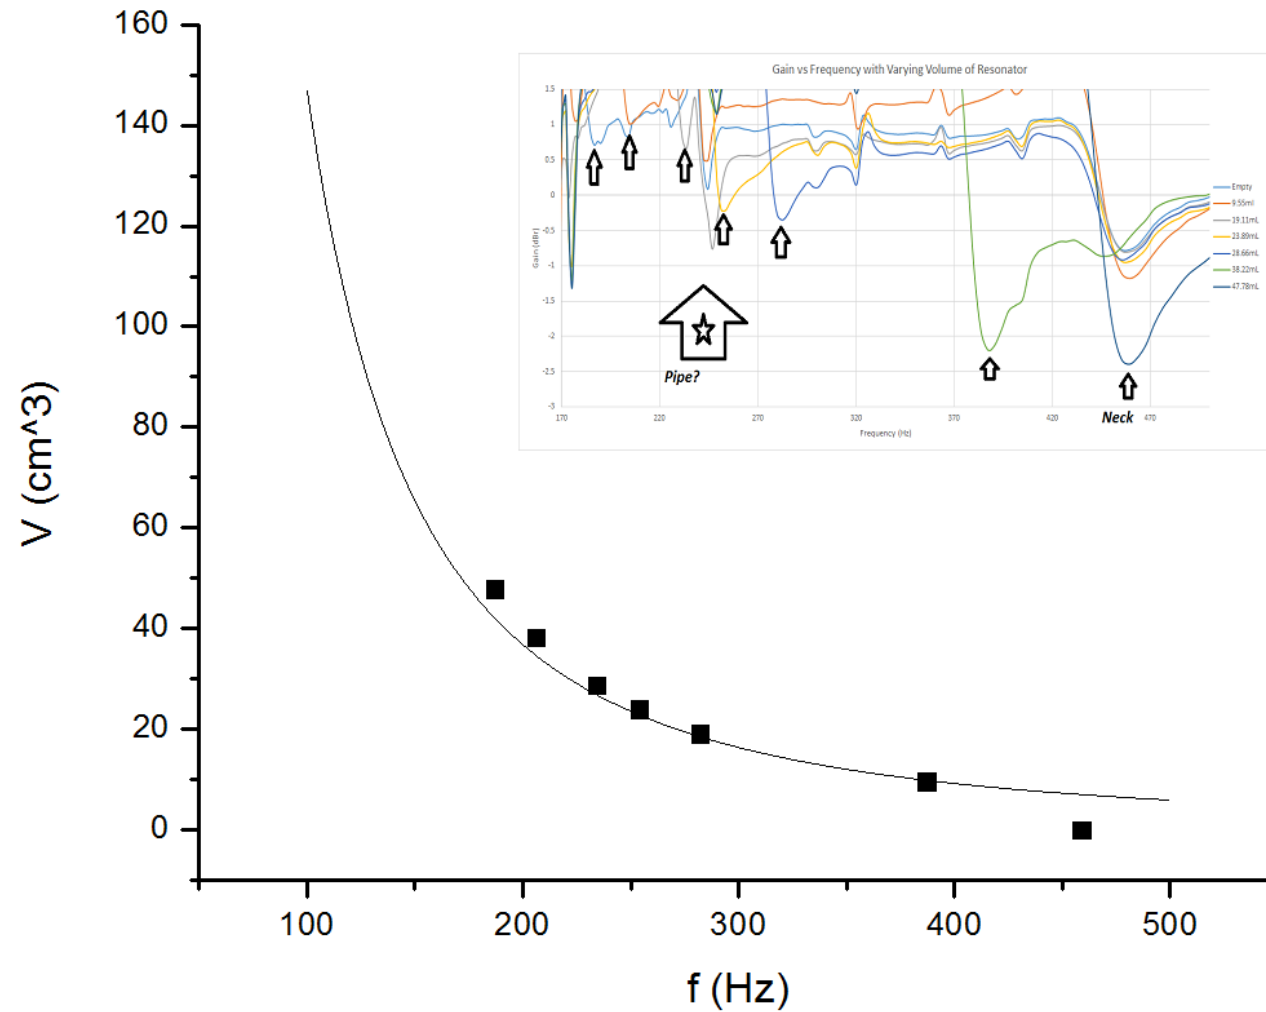 160
140
120
100
80
60
40
20
0
V (cm^3)
100 200 300 400 500
f (Hz)
Gain vs Frequency with Varying Volume of Resonator
1.5
1
0.5
0
-0.5
-1
-1.5
-2
-2.5
-3
Gain (dBr)
170 220 270 320 370 420 470
Frequency (Hz)
Pipe?
Neck
Empty
9.55ml
19.11mL
23.89mL
28.66mL
38.22mL
47.78mL